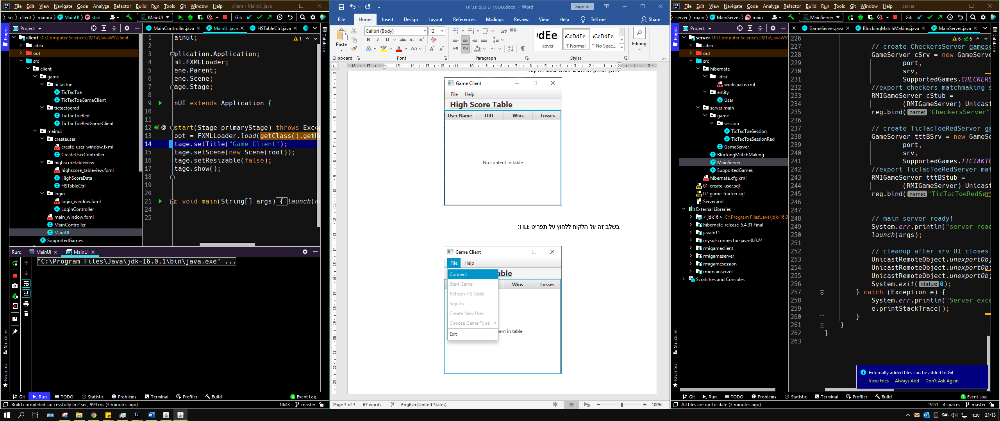 File Edit View Navigate Code Analyze Refactor Build Run Tools Git Window Help client - MainUI.java
src client mainui MainUI start MainUI Git:
Project MainController.java MainUI.java HSTableCtrl.java
client D:\Computer Science\2021a\JavaWS\client
.idea
out
src
client
game
tictactoe
TicTacToe
TicTacToeGameClient
tictactoered
TicTacToeRed
TicTacToeRedGameClient
mainui
createuser
create_user_window.fxml
CreateUserController
highscoretableview
highscore_tableview.fxml
HighScoreData
HSTableCtrl
login
login_window.fxml
LoginController
main_window.fxml
MainController
MainUI
SupportedGames
Project
Structure
Favorites
Database
1 ainui; 1
2
3 plication.Application;
4 ml.FXMLLoader;
5 ene.Parent;
6 ene.Scene;
7 age.Stage;
8
9 nUI extends Application {
10
11
12 @ start(Stage primaryStage) throws Exce
13 oot = FXMLLoader.load(getClass().getR
14 tage.setTitle("Game Client");
15 tage.setScene(new Scene(root));
16 tage.setResizable(false);
17 tage.show();
18
19
20
21 c void main(String[] args) { launch(a
24
25
Run: MainUI MainUI
"C:\Program Files\Java\jdk-16.0.1\bin\java.exe" ...
Git Run TODO Statistic Problems Terminal Profiler Build 4 Event Log
Build completed successfully in 2 sec, 999 ms (3 minutes ago) 14:43 master
מסמך פונקציונליות.docx - Word Sign in
File Home Insert Design Layout References Mailings Review View Help Tell me Share
Paste Calibri (Body) 12 Editing
B I U abc x₂ x² Aa
DdEe cover
oCcDdEe ¶ Normal
oCcDdEe ¶ No Spac...
Clipboard Font Paragraph Styles
Game Client
File Help
High Score Table
User Name DIff Wins Losses
No content in table
בשלב זה על הלקוח ללחוץ על תפריט FILE:
Game Client
File Help
Connect able
Start Game Wins Losses
Refresh HS Table
Sign In
Create New User
Choose Game Type
Exit tent in table
Page 3 of 3 67 words English (United States) 100%
File Edit View Navigate Code Analyze Refactor Build Run Tools Git Window Help server
server main MainServer main MainServer Git:
Project GameServer.java BlockingMatchMaking.java MainServer.java
server D:\Computer Science\2021a\JavaWS\
.idea
out
src
hibernate
.idea
workspace.xml
entity
User
server.main
game
session
TicTacToeSession
TicTacToeSessionRed
GameServer
BlockingMatchMaking
MainServer
SupportedGames
hibernate.cfg.xml
01-create-user.sql
02-game-tracker.sql
Server.iml
External Libraries
< jdk16 > C:\Program Files\Java\jdk-16.0
hibernate-release-5.4.31.Final
javafx11
mysql-connector-java-8.0.24
rmigameclient
rmigameserver
rmigamesession
rmimainserver
Scratches and Consoles
Project
Structure
Favorites
Database
226 6 6
227 // create CheckersServer gamese
228 GameServer cSrv = new GameServe
229 port,
230 srv,
231 SupportedGames.CHECKERS
232 //export checkers matchmaking s
233 RMIGameServer cStub =
234 (RMIGameServer) Unicast
235 reg.bind( name: "CheckersServer"
236
237 // create TicTacToeRedServer ga
238 GameServer tttBSrv = new GameSe
239 port,
240 srv,
241 SupportedGames.TICTAKTO
242 //export TicTacToeRedServer mat
243 RMIGameServer tttBStub =
244 (RMIGameServer) Unicast
245 reg.bind( name: "TicTacToeRedSer
246
247
248 // main server ready!
249 System.err.println("server read
250 launch(args);
251
252 // cleanup after srv UI closes
253 UnicastRemoteObject.unexportObj
254 UnicastRemoteObject.unexportObj
255 UnicastRemoteObject.unexportObj
256 System.exit( status: 0);
257 } catch (Exception e) {
258 System.err.println("Server exce
259 e.printStackTrace();
260 }
261 }
262 }
263
Externally added files can be added to Git
View Files Always Add Don't Ask Again
Git Run TODO Problems Statistic Terminal Profiler Build 3 Event Log
All files are up-to-date (3 minutes ago) 192:1 4 spaces master
עבר 21:13